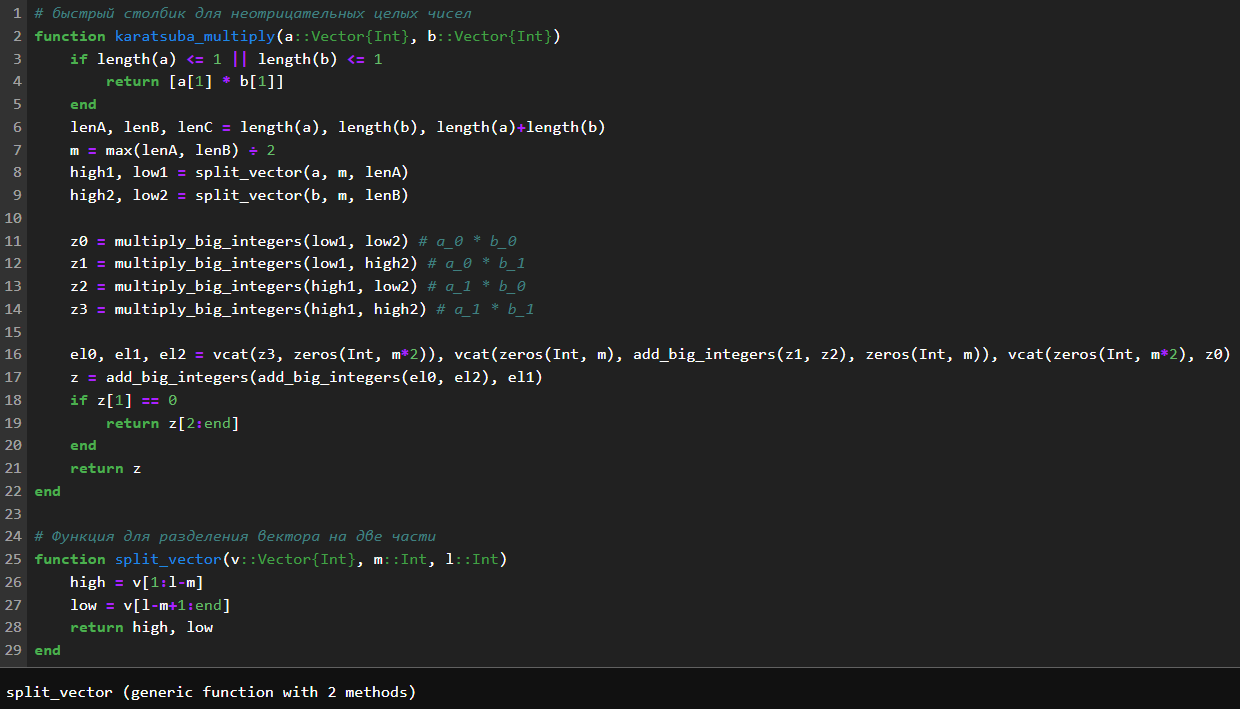 1 # быстрый столбик для неотрицательных целых чисел
2 function karatsuba_multiply(a::Vector{Int}, b::Vector{Int})
3     if length(a) <= 1 || length(b) <= 1
4         return [a[1] * b[1]]
5     end
6     lenA, lenB, lenC = length(a), length(b), length(a)+length(b)
7     m = max(lenA, lenB) ÷ 2
8     high1, low1 = split_vector(a, m, lenA)
9     high2, low2 = split_vector(b, m, lenB)
10
11     z0 = multiply_big_integers(low1, low2) # a_0 * b_0
12     z1 = multiply_big_integers(low1, high2) # a_0 * b_1
13     z2 = multiply_big_integers(high1, low2) # a_1 * b_0
14     z3 = multiply_big_integers(high1, high2) # a_1 * b_1
15
16     el0, el1, el2 = vcat(z3, zeros(Int, m*2)), vcat(zeros(Int, m), add_big_integers(z1, z2), zeros(Int, m)), vcat(zeros(Int, m*2), z0)
17     z = add_big_integers(add_big_integers(el0, el2), el1)
18     if z[1] == 0
19         return z[2:end]
20     end
21     return z
22 end
23
24 # Функция для разделения вектора на две части
25 function split_vector(v::Vector{Int}, m::Int, l::Int)
26     high = v[1:l-m]
27     low = v[l-m+1:end]
28     return high, low
29 end
split_vector (generic function with 2 methods)